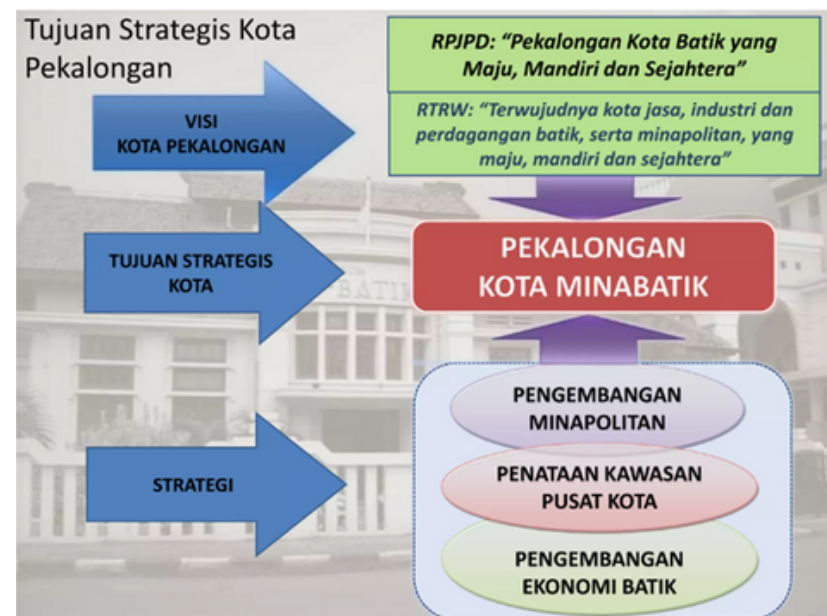 Tujuan Strategis Kota
Pekalongan
RPJPD: “Pekalongan Kota Batik yang
Maju, Mandiri dan Sejahtera”
VISI
KOTA PEKALONGAN
RTRW: “Terwujudnya kota jasa, industri dan
perdagangan batik, serta minapolitan, yang
maju, mandiri dan sejahtera”
TUJUAN STRATEGIS
KOTA
PEKALONGAN
KOTA MINABATIK
BATIK
STRATEGI
PENGEMBANGAN
MINAPOLITAN
PENATAAN KAWASAN
PUSAT KOTA
PENGEMBANGAN
EKONOMI BATIK